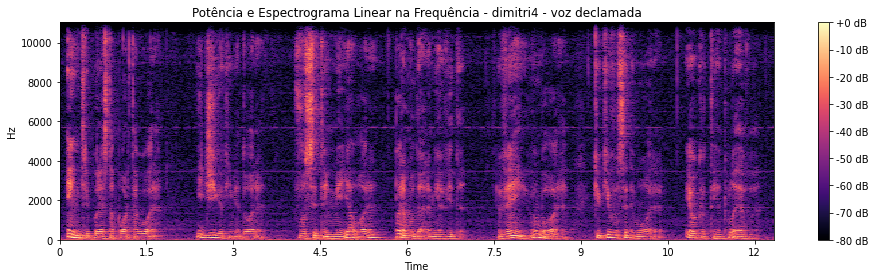 Potência e Espectrograma Linear na Frequência - dimitri4 - voz declamada
10000
8000
6000
4000
2000
0
Hz
0 1.5 3 4.5 6 7.5 9 10 12
Time
+0 dB
-10 dB
-20 dB
-30 dB
-40 dB
-50 dB
-60 dB
-70 dB
-80 dB